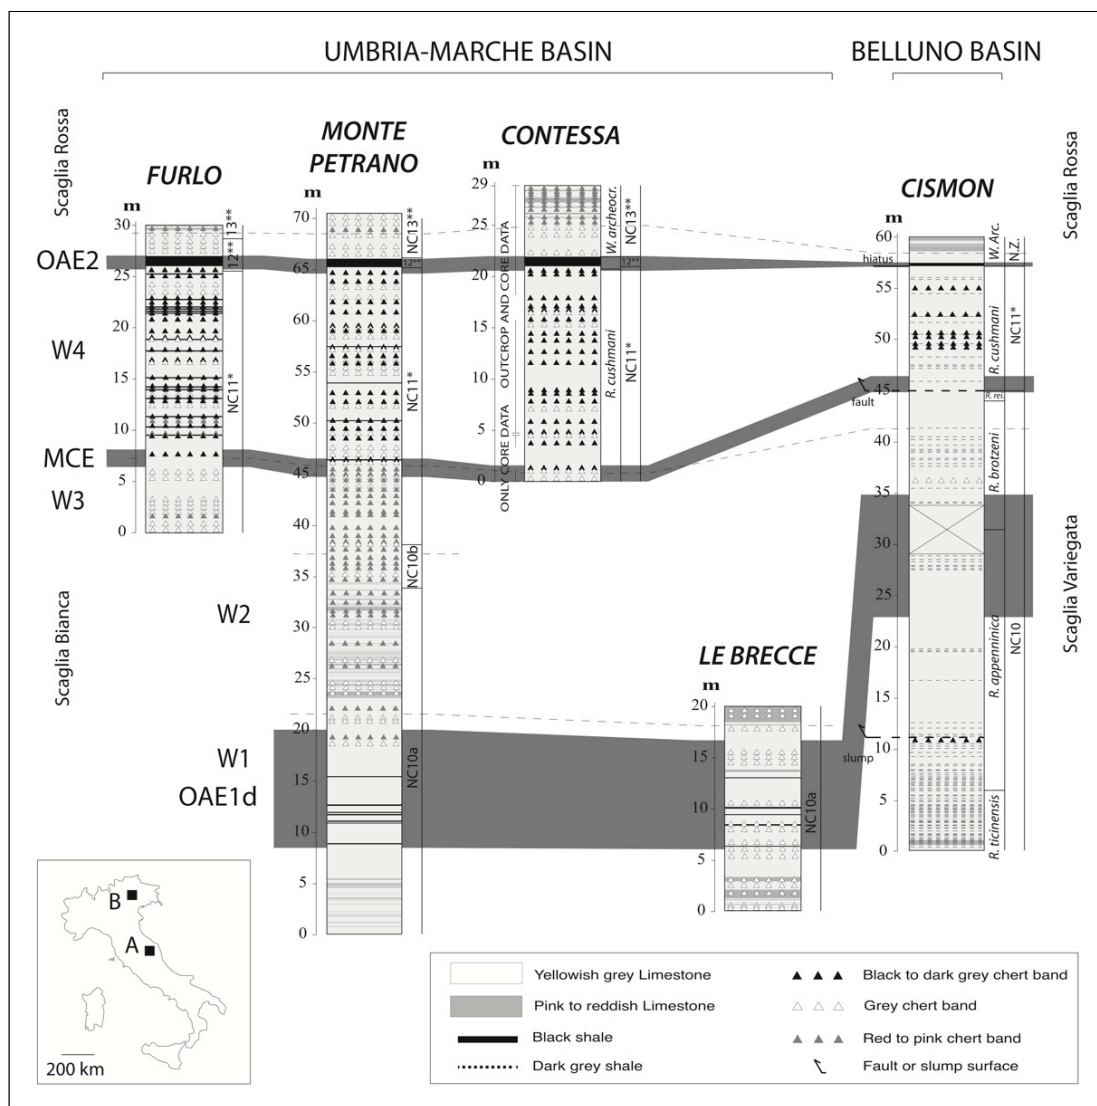 UMBRIA-MARCHE BASIN
BELLUNO BASIN
Scaglia Rossa
OAE2
W4
MCE
W3
Scaglia Bianca
W2
W1
OAE1d
FURLO
m
30
25
20
15
10
5
0
13**
12**
NC11*
MONTE
PETRANO
m
70
65
60
55
50
45
40
35
30
25
20
15
10
5
0
NC13**
12**
NC11*
NC10b
NC10a
CONTESSA
m
29
25
20
15
10
5
0
ONLY CORE DATA
OUTCROP AND CORE DATA
W. archeocr.
R. cushmani
NC13**
12**
NC11*
LE BRECCE
m
20
15
10
5
0
NC10a
CISMON
m
60
55
50
45
40
35
30
25
20
15
10
5
0
hiatus
fault
slump
W. Arc.
R. cushmani
R. rei.
R. brotzeni
R. appenninica
R. ticinensis
N.Z.
NC11*
NC10
Scaglia Rossa
Scaglia Variegata
B
A
200 km
Yellowish grey Limestone
Pink to reddish Limestone
Black shale
Dark grey shale
Black to dark grey chert band
Grey chert band
Red to pink chert band
Fault or slump surface